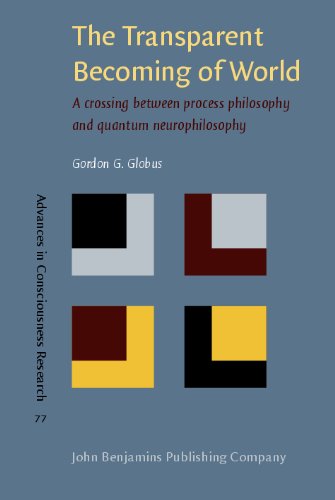 The Transparent
Becoming of World
A crossing between process philosophy
and quantum neurophilosophy
Gordon G. Globus
Advances in Consciousness Research
77
John Benjamins Publishing Company